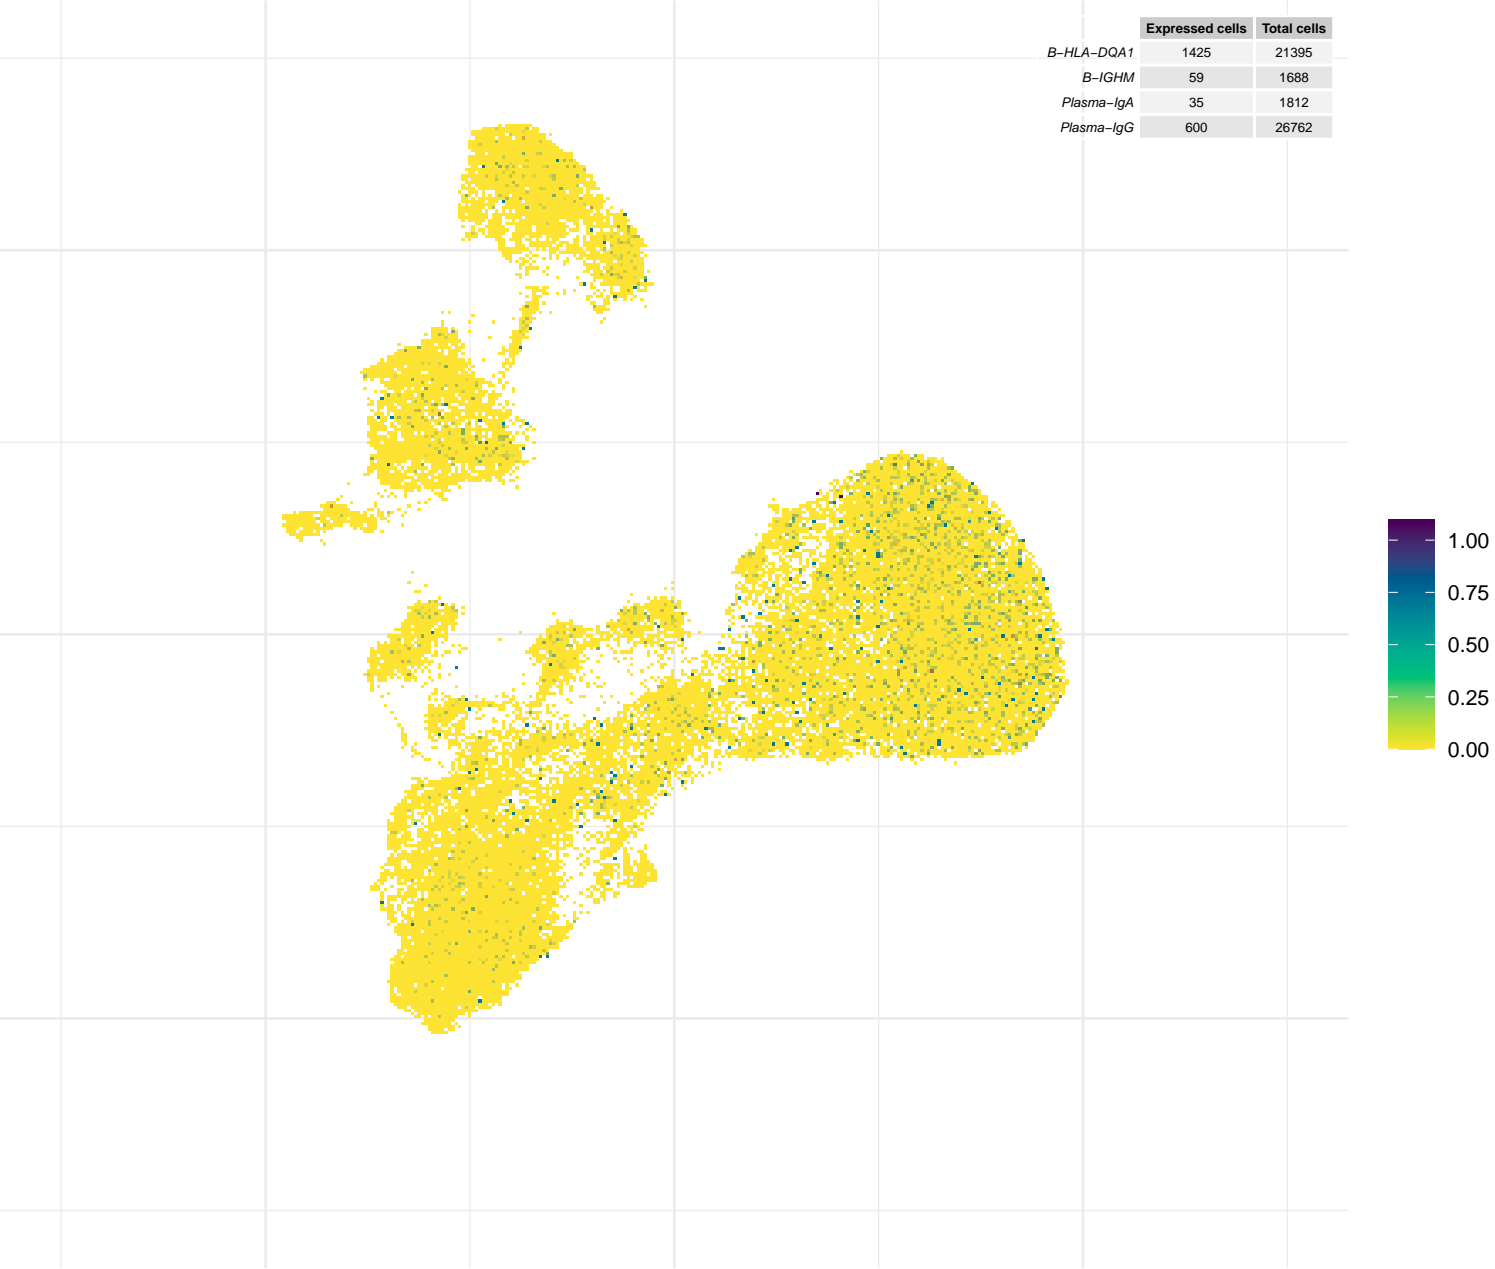 Expressed cells Total cells
B−HLA−DQA1 1425 21395
B−IGHM 59 1688
Plasma−IgA 35 1812
Plasma−IgG 600 26762
1.00
0.75
0.50
0.25
0.00